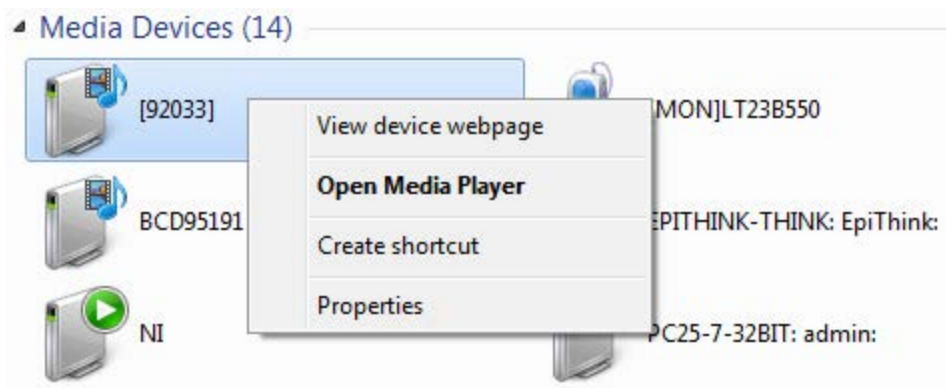 Media Devices (14)
[92033]
View device webpage
MON]LT23B550
Open Media Player
BCD95191
EPITHINK-THINK: EpiThink:
Create shortcut
Properties
NI
PC25-7-32BIT: admin: